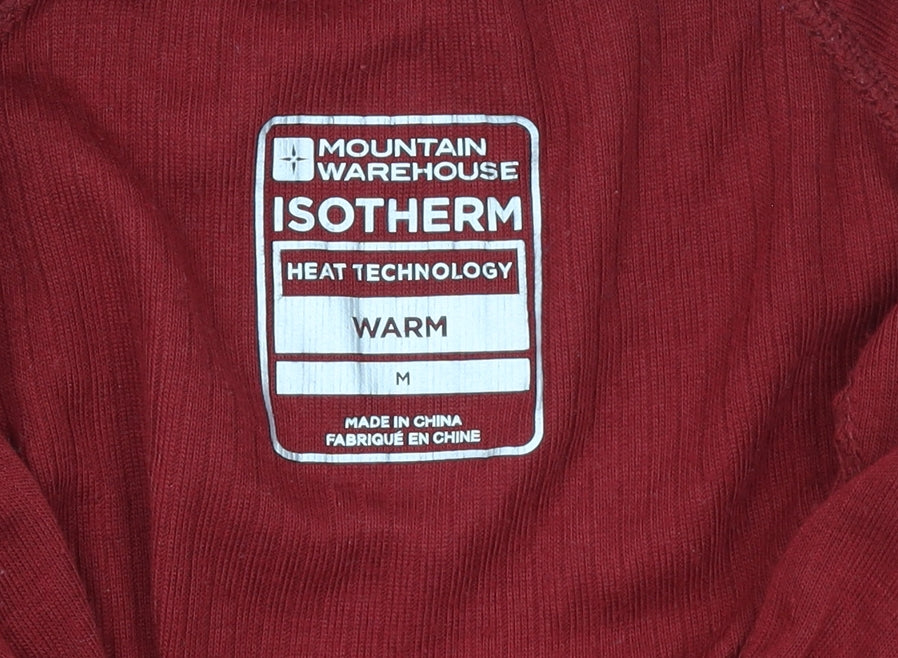 MOUNTAIN
WAREHOUSE
ISOTHERM
HEAT TECHNOLOGY
WARM
M
MADE IN CHINA
FABRIQUÉ EN CHINE